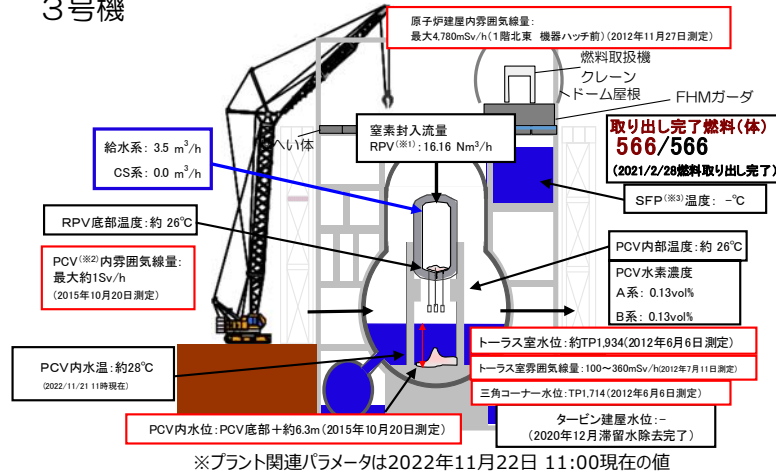 3号機
原子炉建屋内雰囲気線量:
最大4,780mSv/h(1階北東 機器ハッチ前)(2012年11月27日測定)
燃料取扱機
クレーン
ドーム屋根
FHMガーダ
へい体
給水系: 3.5 m³/h
CS系: 0.0 m³/h
窒素封入流量
RPV(※1):16.16 Nm³/h
取り出し完了燃料(体)
566/566
(2021/2/28燃料取り出し完了)
SFP(※3)温度: -℃
RPV底部温度:約 26℃
PCV(※2)内雰囲気線量:
最大約1Sv/h
(2015年10月20日測定)
PCV内部温度:約 26℃
PCV水素濃度
A系: 0.13vol%
B系: 0.13vol%
トーラス室水位:約TP1,934(2012年6月6日測定)
トーラス室雰囲気線量:100~360mSv/h(2012年7月11日測定)
三角コーナー水位:TP1,714(2012年6月6日測定)
PCV内水温:約28℃
(2022/11/21 11時現在)
PCV内水位:PCV底部+約6.3m(2015年10月20日測定)
タービン建屋水位:-
(2020年12月滞留水除去完了)
※プラント関連パラメータは2022年11月22日 11:00現在の値